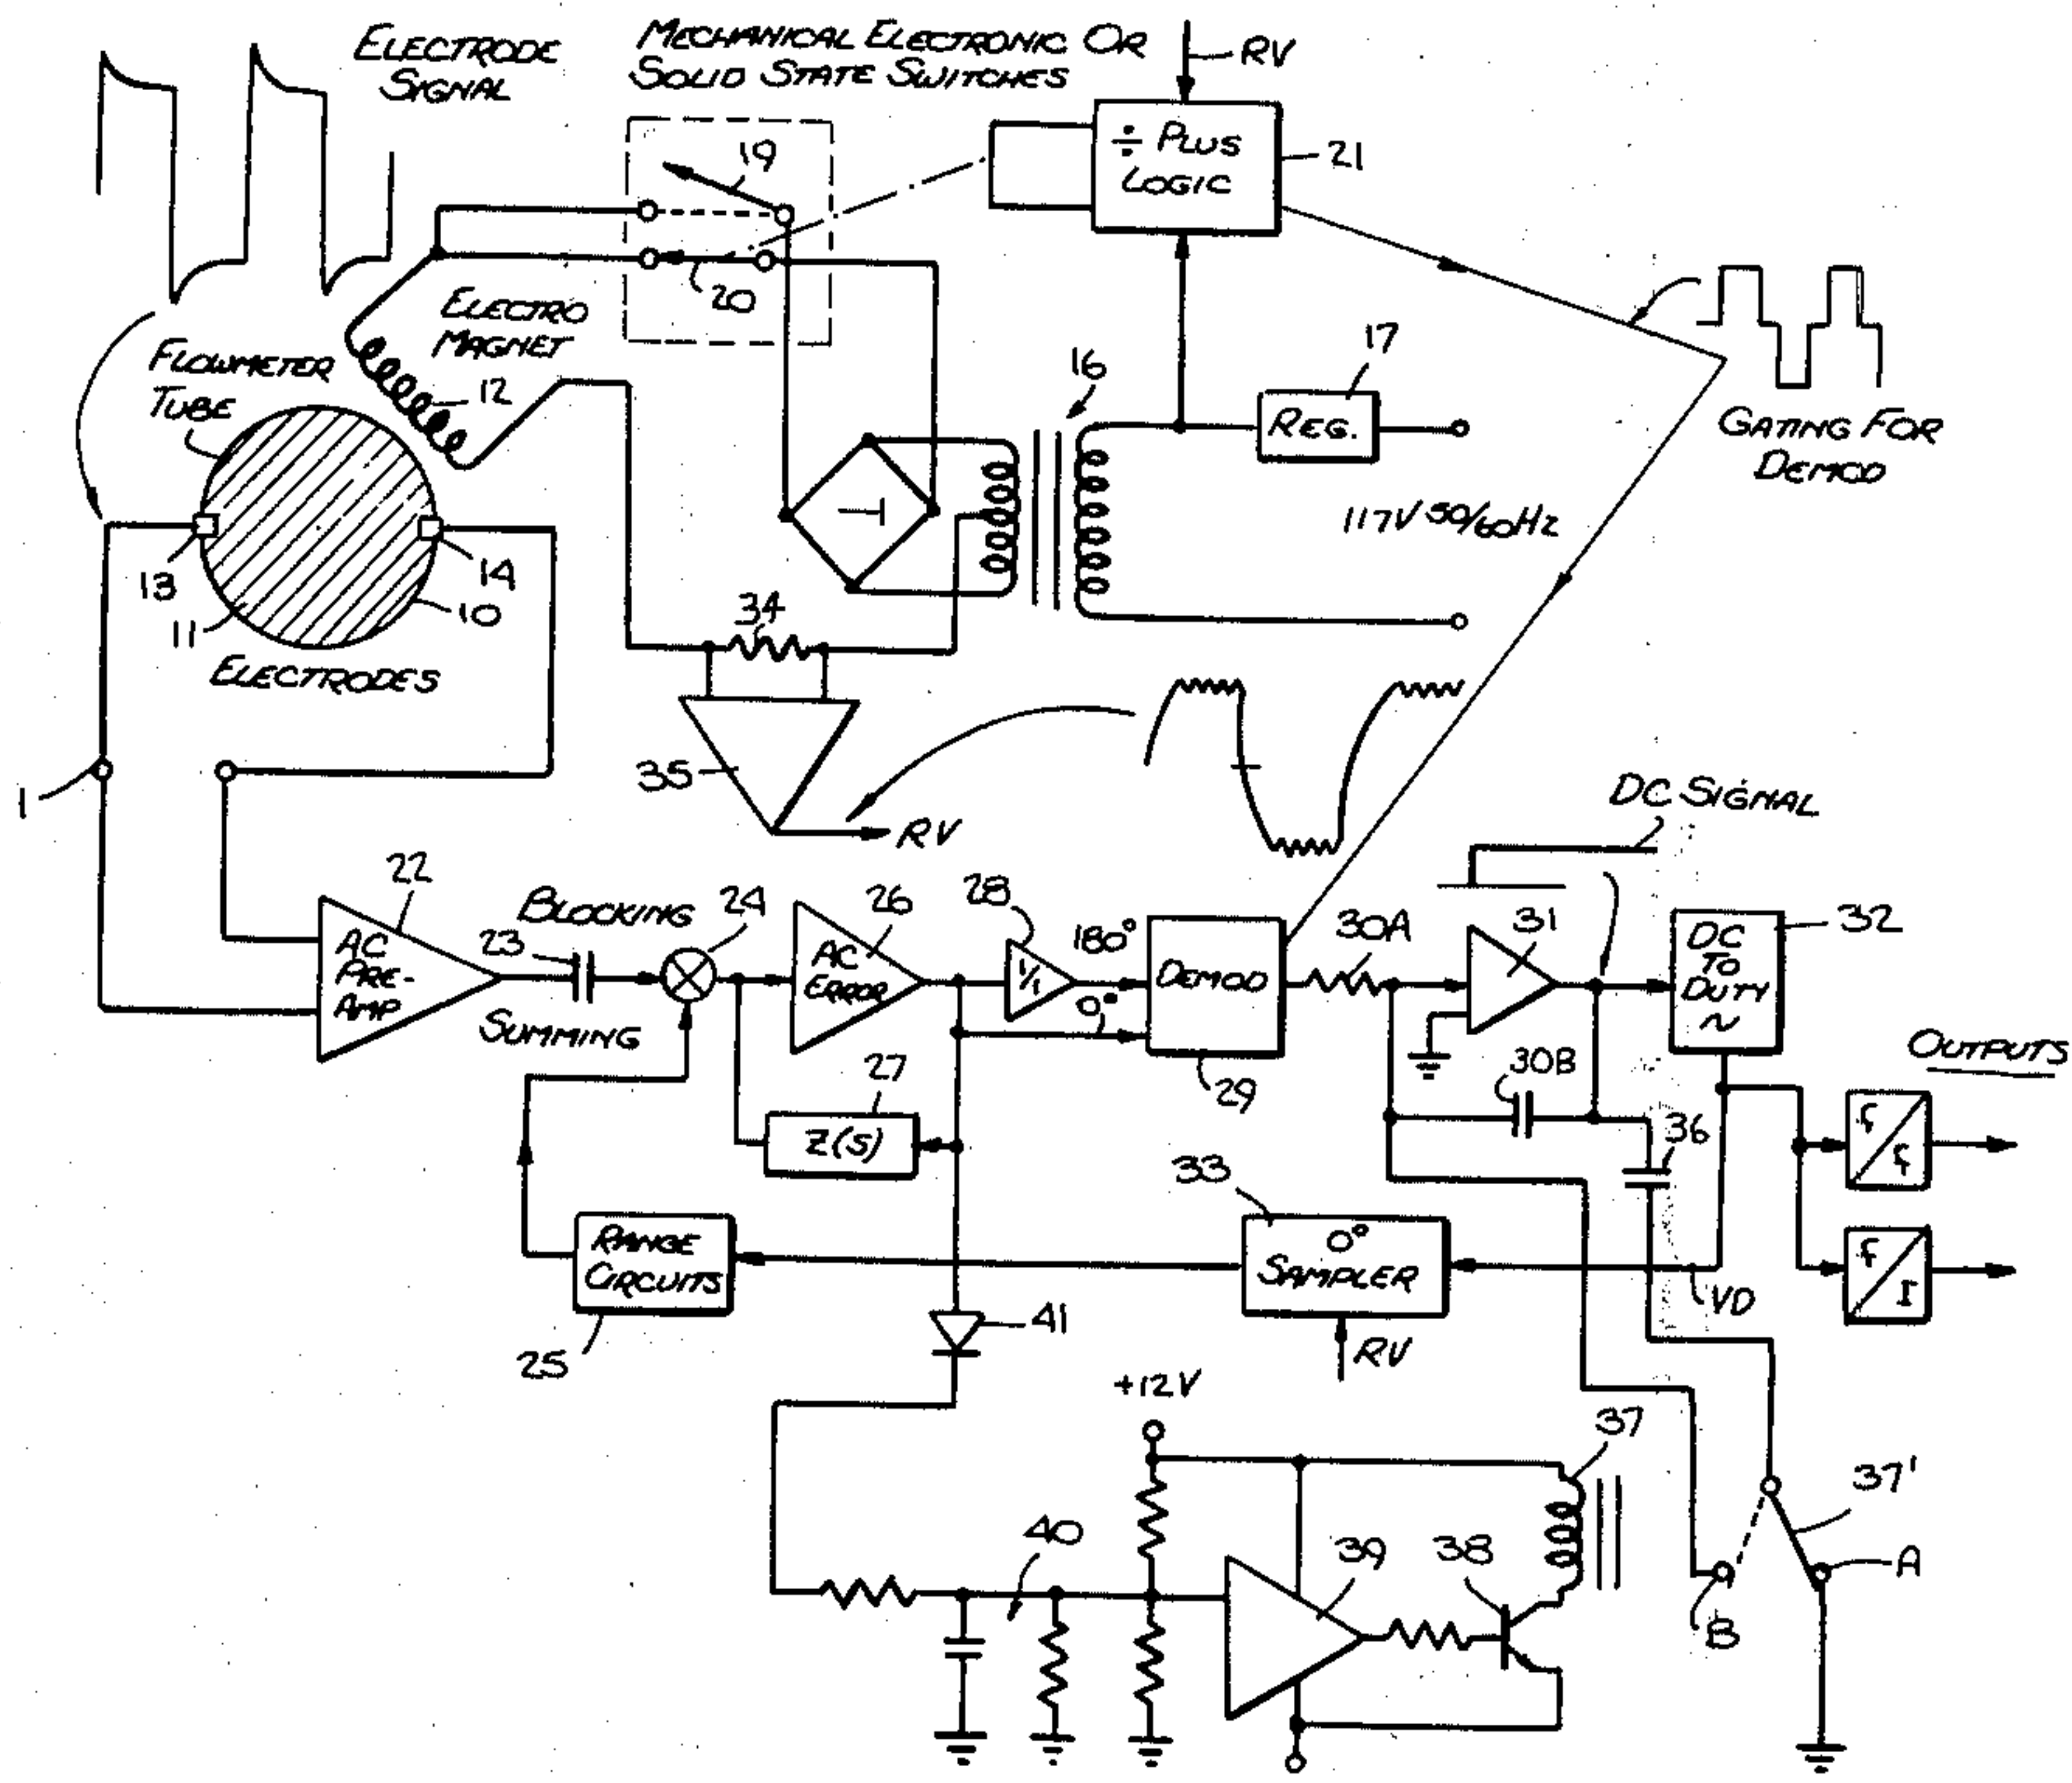 ELECTRODE
SIGNAL
MECHANICAL ELECTRONIC OR
SOLID STATE SWITCHES
RV
÷ PLUS
LOGIC
21
19
20
ELECTRO
MAGNET
12
FLOWMETER
TUBE
16
17
REG.
GATING FOR
DEMOD
117V 50/60Hz
13
14
11
10
ELECTRODES
34
35
RV
1
DC SIGNAL
22
AC
PRE-
AMP
BLOCKING
23
SUMMING
24
26
AC
ERROR
28
1/1
180°
0°
DEMOD
29
30A
31
DC
TO
DUTY
~
32
27
Z(S)
30B
36
OUTPUTS
f/f
f/I
33
0°
SAMPLER
RV
VD
RANGE
CIRCUITS
25
41
+12V
37
37'
40
39
38
A
B